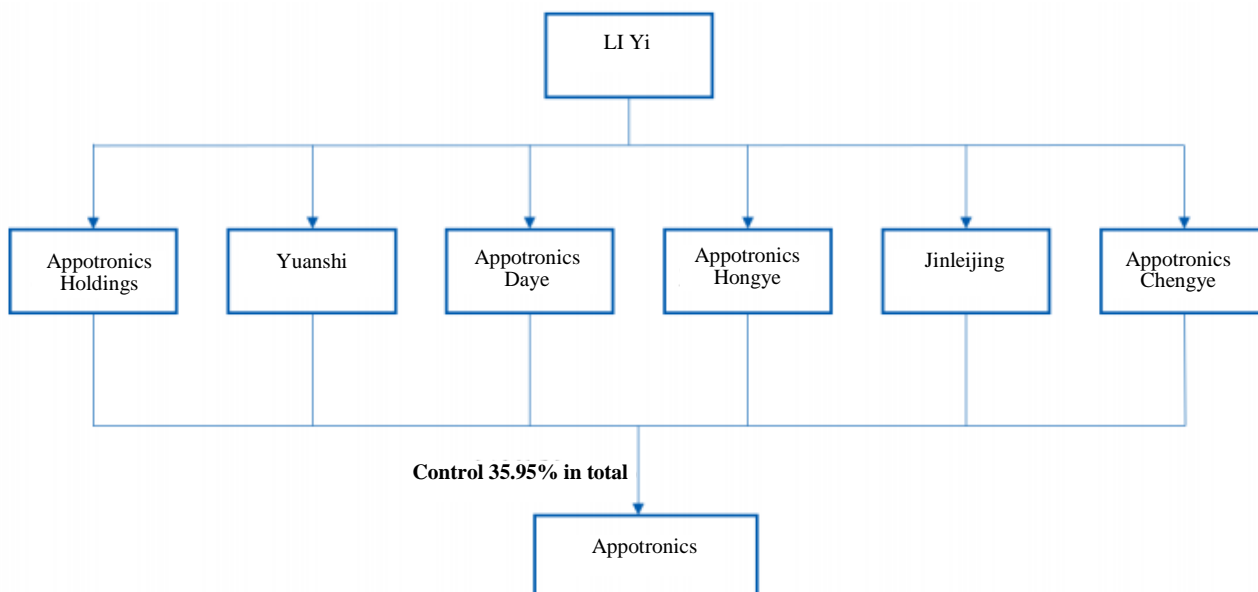 LI Yi
Appotronics
Holdings
Yuanshi
Appotronics
Daye
Appotronics
Hongye
Jinleijing
Appotronics
Chengye
Control 35.95% in total
Appotronics